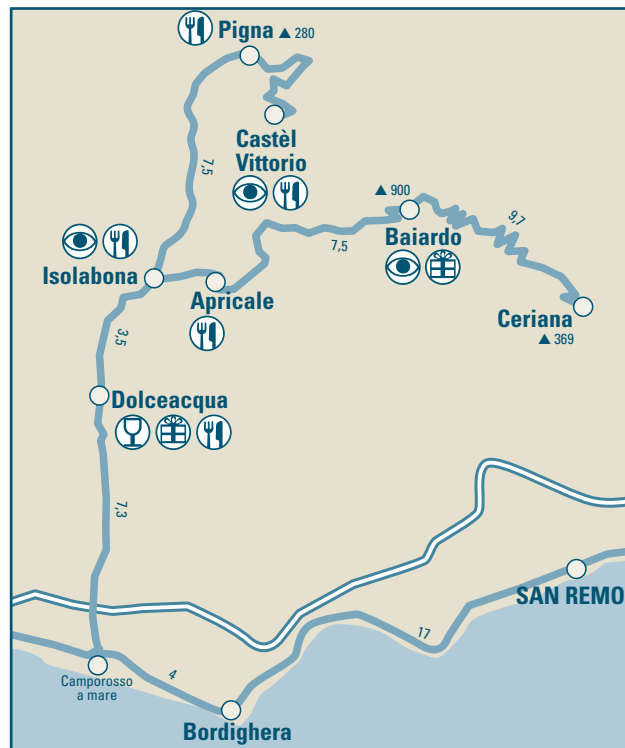 Pigna ▲ 280
Castèl
Vittorio
7,5
▲ 900
9,7
Baiardo
7,5
Isolabona
Apricale
Ceriana
▲ 369
3,5
Dolceacqua
7,3
SAN REMO
17
4
Camporosso
a mare
Bordighera